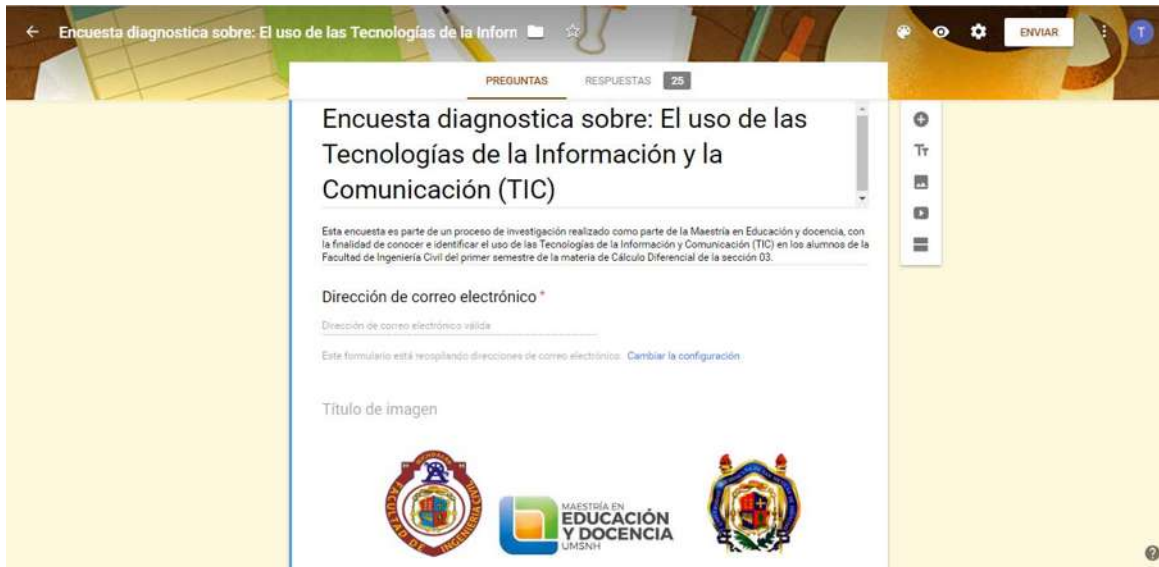 Encuesta diagnostica sobre: El uso de las Tecnologías de la Inform
ENVIAR
T
PREGUNTAS RESPUESTAS 25
Encuesta diagnostica sobre: El uso de las
Tecnologías de la Información y la
Comunicación (TIC)
Esta encuesta es parte de un proceso de investigación realizado como parte de la Maestría en Educación y docencia, con
la finalidad de conocer e identificar el uso de las Tecnologías de la Información y Comunicación (TIC) en los alumnos de la
Facultad de Ingeniería Civil del primer semestre de la materia de Cálculo Diferencial de la sección 03.
Dirección de correo electrónico *
Dirección de correo electrónico válida
Este formulario está recopilando direcciones de correo electrónico. Cambiar la configuración
Título de imagen
FACULTAD DE INGENIERIA CIVIL
MAESTRÍA EN
EDUCACIÓN
Y DOCENCIA
UMSNH